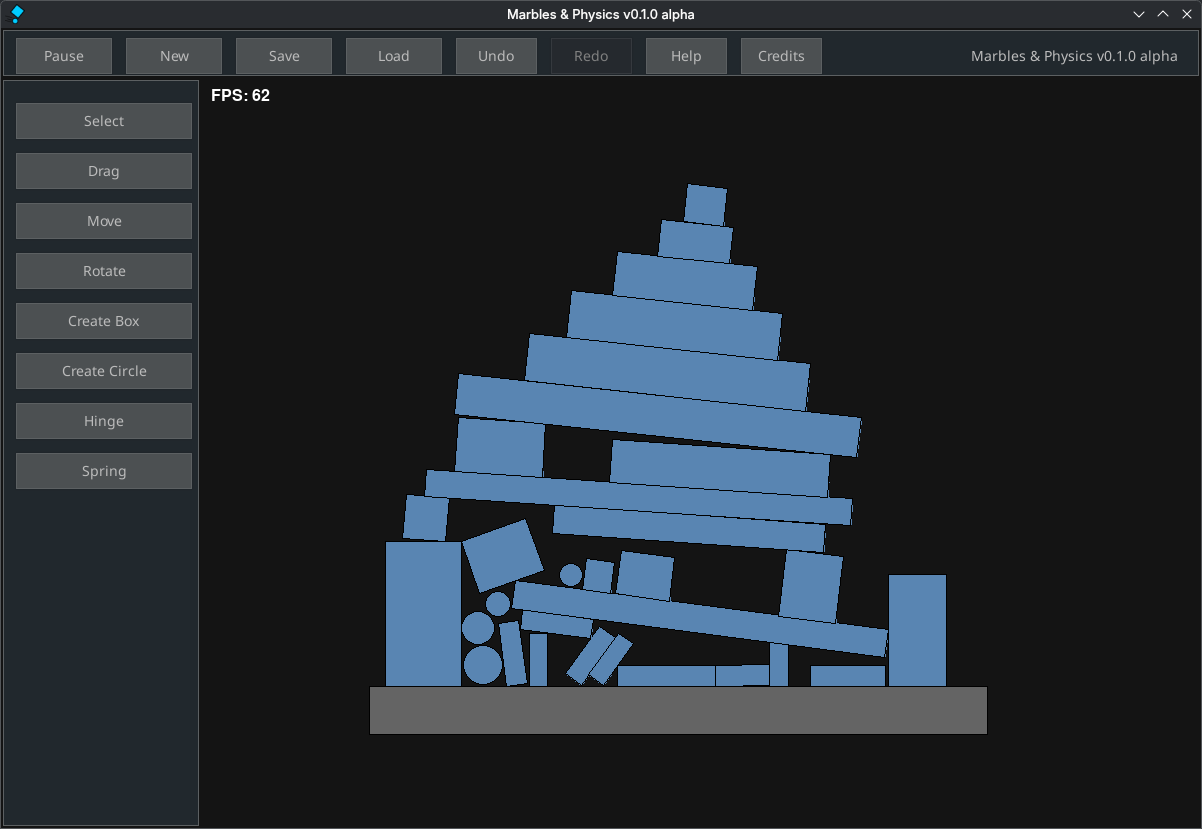 Marbles & Physics v0.1.0 alpha
Pause New Save Load Undo Redo Help Credits Marbles & Physics v0.1.0 alpha
FPS: 62
Select
Drag
Move
Rotate
Create Box
Create Circle
Hinge
Spring